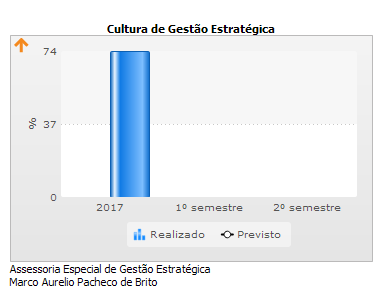 Cultura de Gestão Estratégica
74
%
37
0
2017 1º semestre 2º semestre
Realizado Previsto
Assessoria Especial de Gestão Estratégica
Marco Aurelio Pacheco de Brito